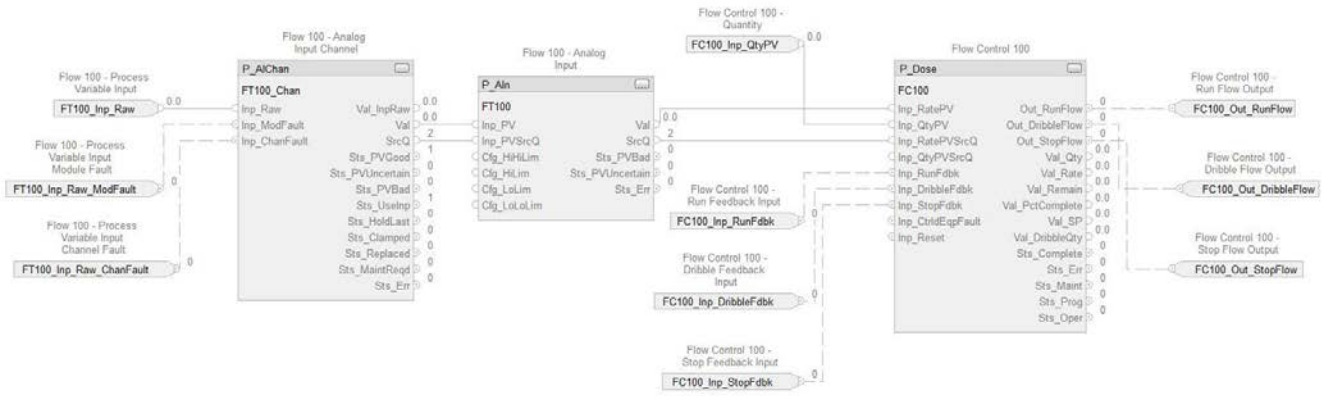 Flow 100 - Process
Variable Input
FT100_Inp_Raw
0.0
Flow 100 - Process
Variable Input
Module Fault
FT100_Inp_Raw_ModFault
0
Flow 100 - Process
Variable Input
Channel Fault
FT100_Inp_Raw_ChanFault
0
Flow 100 - Analog
Input Channel
P_AIChan
FT100_Chan
Inp_Raw Val_InpRaw 0.0
Inp_ModFault Val 0.0
Inp_ChanFault SrcQ 2
Sts_PVGood 1
Sts_PVUncertain 0
Sts_PVBad 0
Sts_UseInp 1
Sts_HoldLast 0
Sts_Clamped 0
Sts_Replaced 0
Sts_MaintReqd 0
Sts_Err 0
Flow 100 - Analog
Input
P_AIn
FT100
Inp_PV Val 0.0
Inp_PVSrcQ SrcQ 2
Cfg_HiHiLim Sts_PVBad 0
Cfg_HiLim Sts_PVUncertain 0
Cfg_LoLim Sts_Err 0
Cfg_LoLoLim
Flow Control 100 -
Quantity
FC100_Inp_QtyPV
0.0
Flow Control 100 -
Run Feedback Input
FC100_Inp_RunFdbk
0
Flow Control 100 -
Dribble Feedback
Input
FC100_Inp_DribbleFdbk
0
Flow Control 100 -
Stop Feedback Input
FC100_Inp_StopFdbk
0
Flow Control 100
P_Dose
FC100
Inp_RatePV Out_RunFlow 0
Inp_QtyPV Out_DribbleFlow 0
Inp_RatePVSrcQ Out_StopFlow 0
Inp_QtyPVSrcQ Val_Qty 0.0
Inp_RunFdbk Val_Rate 0.0
Inp_DribbleFdbk Val_Remain 0.0
Inp_StopFdbk Val_PctComplete 0.0
Inp_CtrldEqpFault Val_SP 0.0
Inp_Reset Val_DribbleQty 0.0
Sts_Complete 0
Sts_Err 0
Sts_Maint 0
Sts_Prog 0
Sts_Oper 0
Flow Control 100 -
Run Flow Output
FC100_Out_RunFlow
Flow Control 100 -
Dribble Flow Output
FC100_Out_DribbleFlow
Flow Control 100 -
Stop Flow Output
FC100_Out_StopFlow